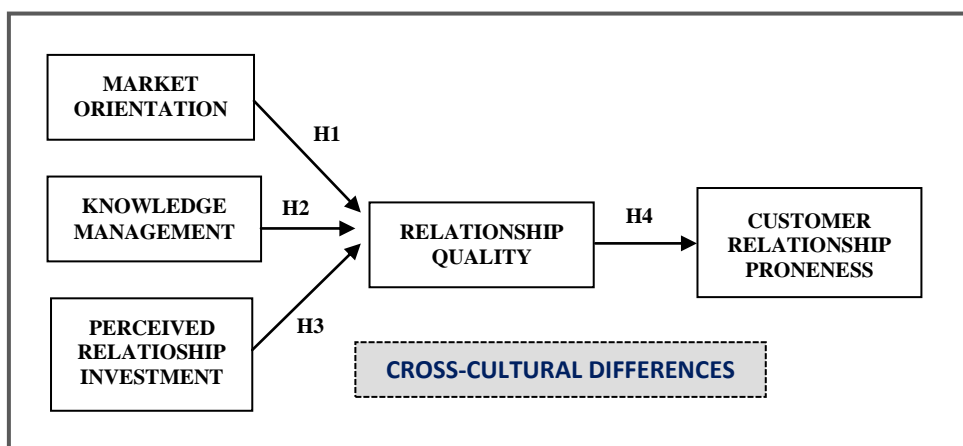 MARKET
ORIENTATION
H1
KNOWLEDGE
MANAGEMENT
H2
RELATIONSHIP
QUALITY
H4
CUSTOMER
RELATIONSHIP
PRONENESS
PERCEIVED
RELATIOSHIP
INVESTMENT
H3
CROSS-CULTURAL DIFFERENCES